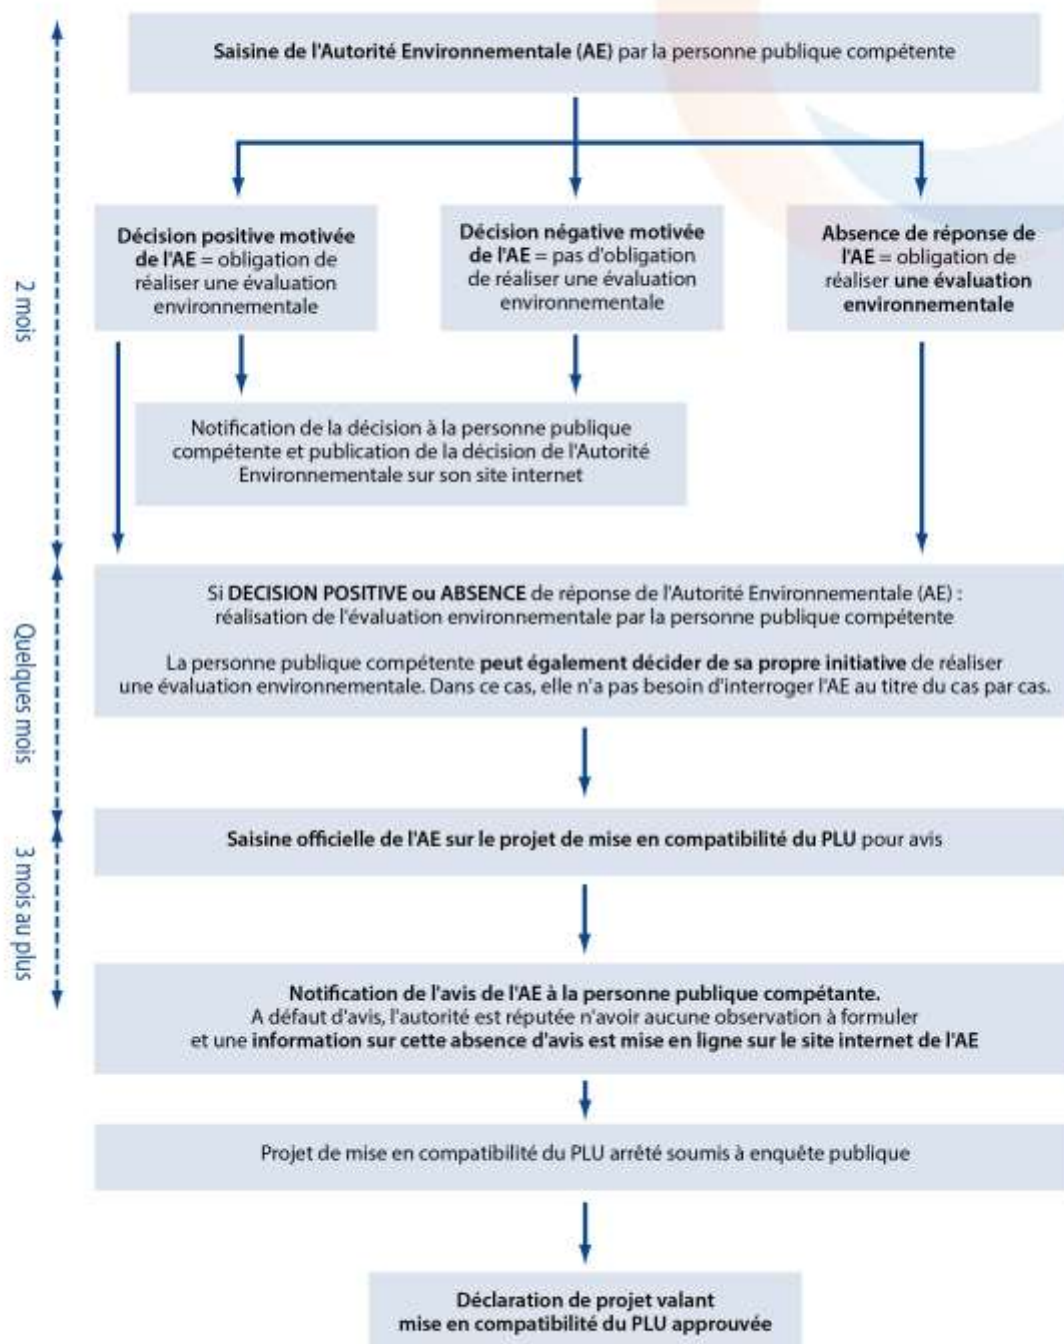 Saisine de l'Autorité Environnementale (AE) par la personne publique compétente
Décision positive motivée
de l'AE = obligation de
réaliser une évaluation
environnementale
Décision négative motivée
de l'AE = pas d'obligation
de réaliser une évaluation
environnementale
Absence de réponse de
l'AE = obligation de
réaliser une évaluation
environnementale
2 mois
Notification de la décision à la personne publique
compétente et publication de la décision de l'Autorité
Environnementale sur son site internet
Si DECISION POSITIVE ou ABSENCE de réponse de l'Autorité Environnementale (AE) :
réalisation de l'évaluation environnementale par la personne publique compétente
La personne publique compétente peut également décider de sa propre initiative de réaliser
une évaluation environnementale. Dans ce cas, elle n'a pas besoin d'interroger l'AE au titre du cas par cas.
Quelques mois
Saisine officielle de l'AE sur le projet de mise en compatibilité du PLU pour avis
3 mois au plus
Notification de l'avis de l'AE à la personne publique compétante.
A défaut d'avis, l'autorité est réputée n'avoir aucune observation à formuler
et une information sur cette absence d'avis est mise en ligne sur le site internet de l'AE
Projet de mise en compatibilité du PLU arrêté soumis à enquête publique
Déclaration de projet valant
mise en compatibilité du PLU approuvée